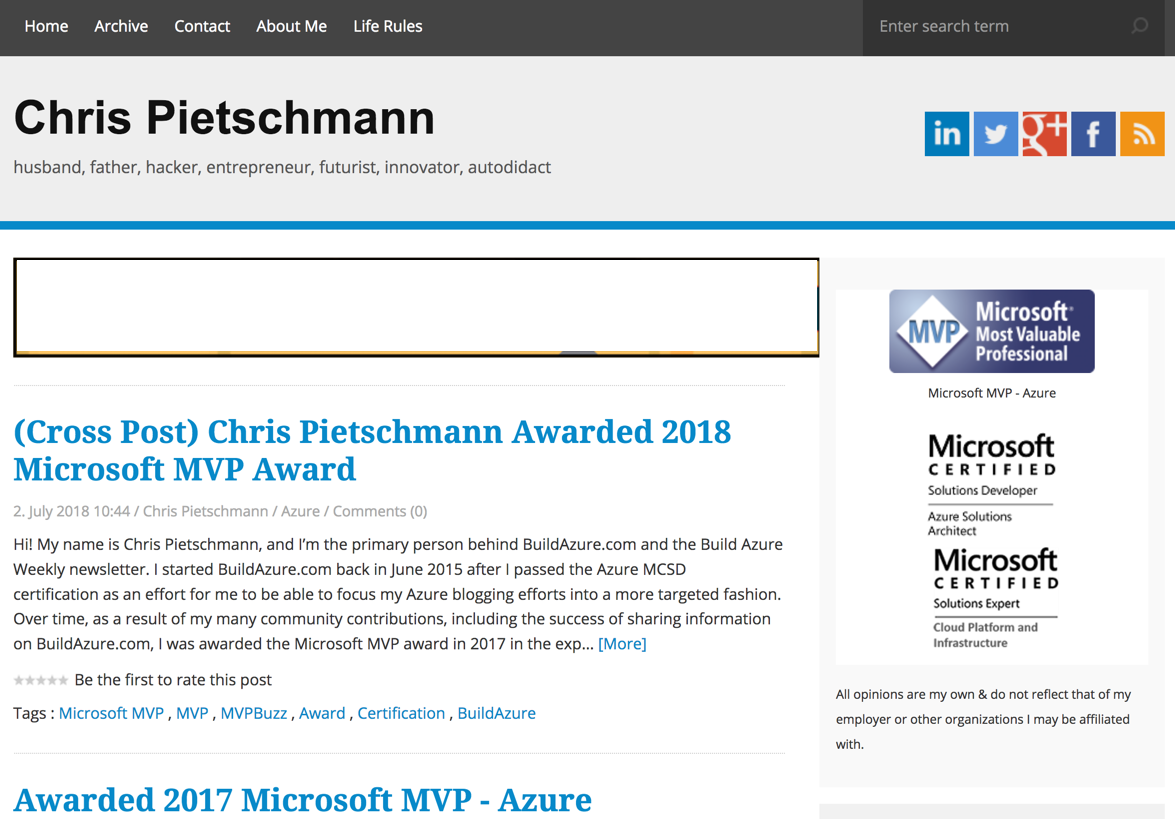 Home Archive Contact About Me Life Rules Enter search term
Chris Pietschmann
husband, father, hacker, entrepreneur, futurist, innovator, autodidact
in g+ f
(Cross Post) Chris Pietschmann Awarded 2018
Microsoft MVP Award
2. July 2018 10:44 / Chris Pietschmann / Azure / Comments (0)
Hi! My name is Chris Pietschmann, and I’m the primary person behind BuildAzure.com and the Build Azure
Weekly newsletter. I started BuildAzure.com back in June 2015 after I passed the Azure MCSD
certification as an effort for me to be able to focus my Azure blogging efforts into a more targeted fashion.
Over time, as a result of my many community contributions, including the success of sharing information
on BuildAzure.com, I was awarded the Microsoft MVP award in 2017 in the exp... [More]
Be the first to rate this post
Tags : Microsoft MVP , MVP , MVPBuzz , Award , Certification , BuildAzure
Awarded 2017 Microsoft MVP - Azure
MVP
Microsoft®
Most Valuable
Professional
Microsoft MVP - Azure
Microsoft
CERTIFIED
Solutions Developer
Azure Solutions
Architect
Microsoft
CERTIFIED
Solutions Expert
Cloud Platform and
Infrastructure
All opinions are my own & do not reflect that of my
employer or other organizations I may be affiliated
with.